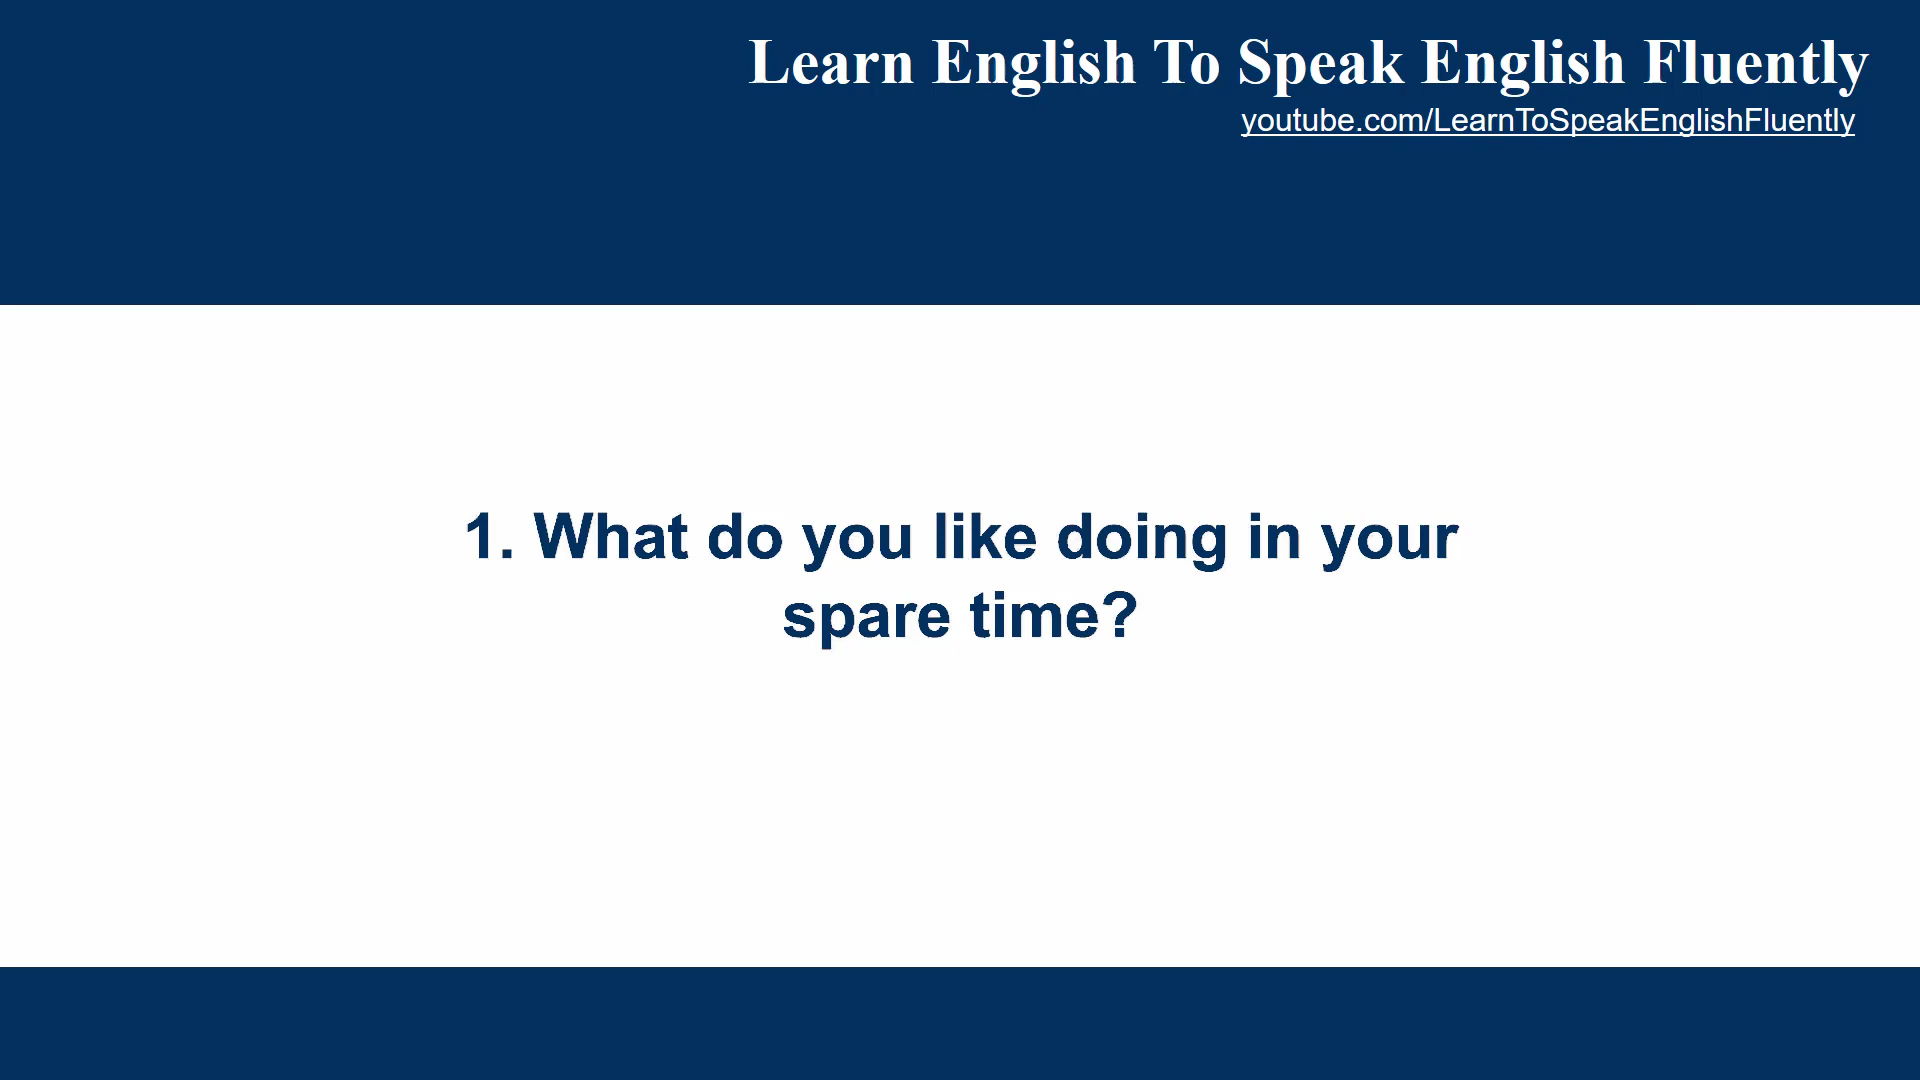 Learn English To Speak English Fluently
youtube.com/LearnToSpeakEnglishFluently
1. What do you like doing in your
spare time?